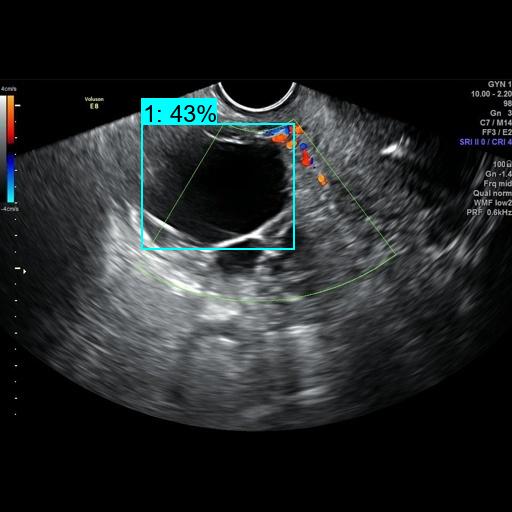 4cm/s
-4cm/s
Voluson
E8
1: 43%
GYN 1
10.00 - 2.20
98
Gn 3
C7 / M14
FF3 / E2
SRI II 0 / CRI 4
Gn -1.4
Frq mid
Qual norm
WMF low2
PRF 0.6kHz